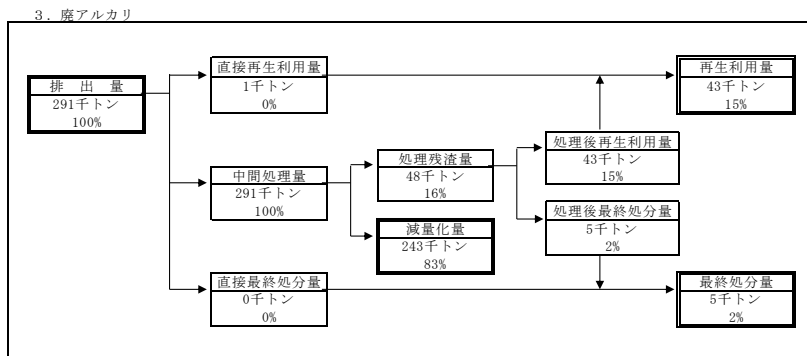 3．廃アルカリ
排　出　量
291千トン
100%
直接再生利用量
1千トン
0%
中間処理量
291千トン
100%
直接最終処分量
0千トン
0%
処理残渣量
48千トン
16%
減量化量
243千トン
83%
処理後再生利用量
43千トン
15%
処理後最終処分量
5千トン
2%
再生利用量
43千トン
15%
最終処分量
5千トン
2%